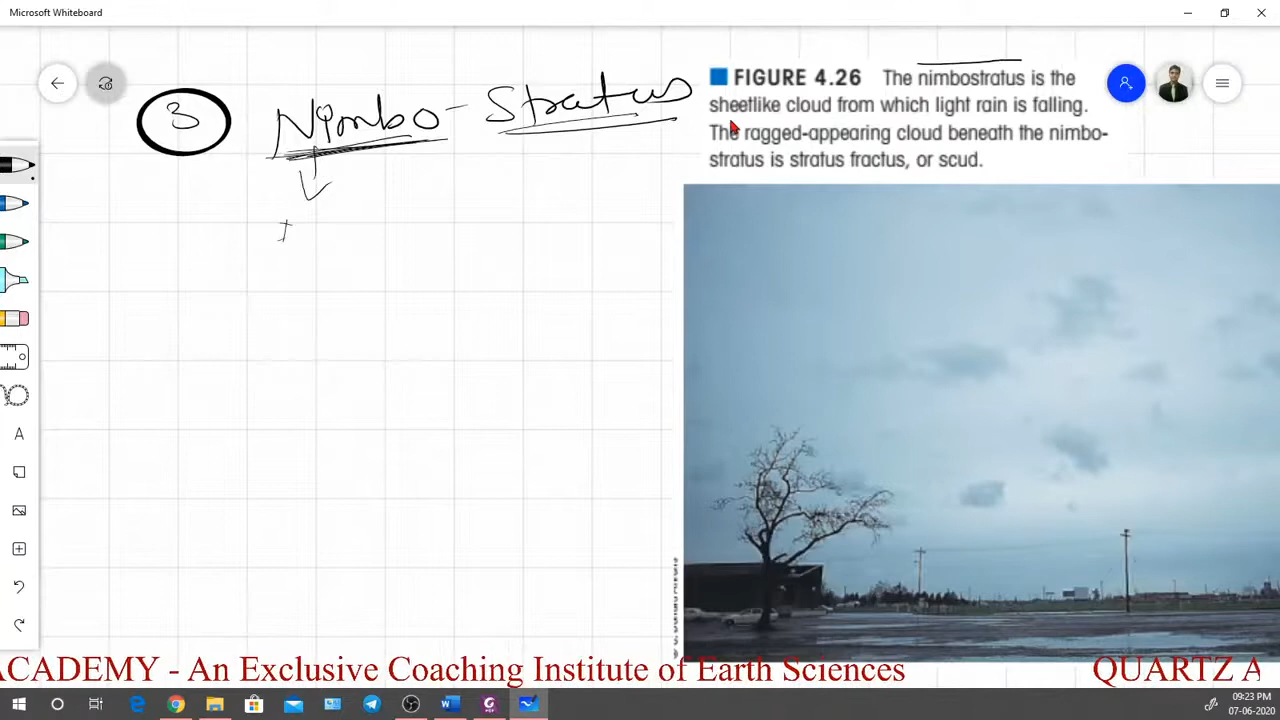 Microsoft Whiteboard
3 Nimbo-Stratus
FIGURE 4.26 The nimbostratus is the
sheetlike cloud from which light rain is falling.
The ragged-appearing cloud beneath the nimbo-
stratus is stratus fractus, or scud.
A
ACADEMY - An Exclusive Coaching Institute of Earth Sciences QUARTZ A
09:23 PM
07-06-2020